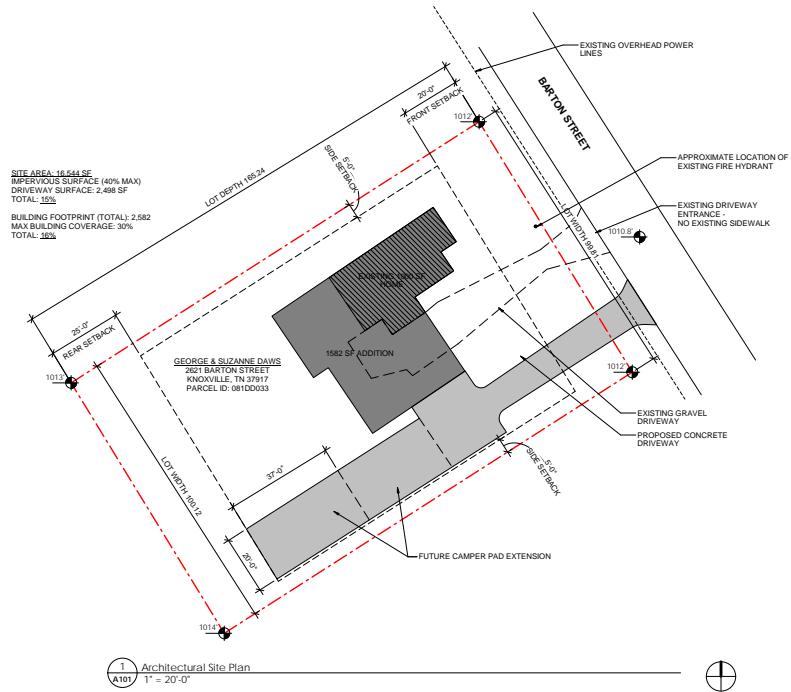 EXISTING OVERHEAD POWER
LINES
BARTON STREET
20'-0"
FRONT SETBACK
1012'
5'-0"
SIDE SETBACK
APPROXIMATE LOCATION OF
EXISTING FIRE HYDRANT
SITE AREA: 16,544 SF
IMPERVIOUS SURFACE (40% MAX)
DRIVEWAY SURFACE: 2,498 SF
TOTAL: 15%
BUILDING FOOTPRINT (TOTAL): 2,582
MAX BUILDING COVERAGE: 30%
TOTAL: 16%
LOT DEPTH 165.24
EXISTING DRIVEWAY
ENTRANCE -
NO EXISTING SIDEWALK
LOT WIDTH 99.81
1010.8'
EXISTING 1000 SF
HOME
25'-0"
REAR SETBACK
1582 SF ADDITION
GEORGE & SUZANNE DAWS
2621 BARTON STREET
KNOXVILLE, TN 37917
PARCEL ID: 081DD033
1013'
1012'
EXISTING GRAVEL
DRIVEWAY
PROPOSED CONCRETE
DRIVEWAY
5'-0"
SIDE SETBACK
37'-0"
LOT WIDTH 100.12
20'-0"
FUTURE CAMPER PAD EXTENSION
1014'
1
A101
Architectural Site Plan
1" = 20'-0"